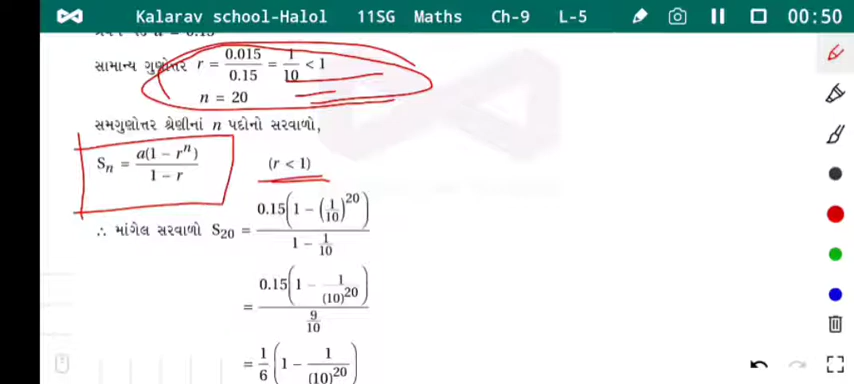 Kalarav school-Halol 11SG Maths Ch-9 L-5 00:50
સામાન્ય ગુણોત્તર r = 0.015/0.15 = 1/10 < 1
n = 20
સમગુણોત્તર શ્રેણીનાં n પદોનો સરવાળો,
Sₙ = a(1 − rⁿ)/(1 − r) (r < 1)
∴ માંગેલ સરવાળો S₂₀ = 0.15(1 − (1/10)²⁰)/(1 − 1/10)
= 0.15(1 − 1/(10)²⁰)/(9/10)
= 1/6 (1 − 1/(10)²⁰)